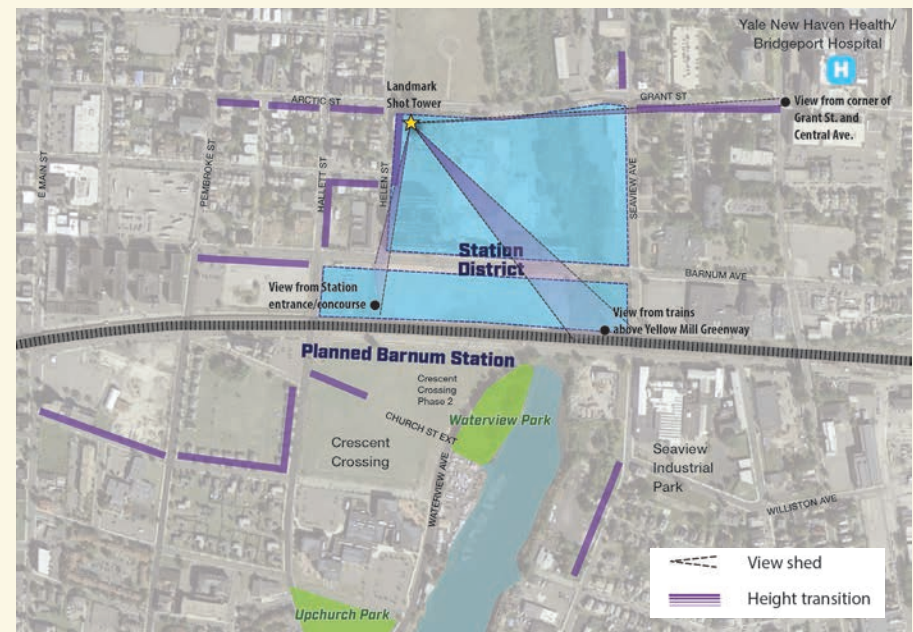 Yale New Haven Health/
Bridgeport Hospital
H
Landmark
Shot Tower
ARCTIC ST
GRANT ST
View from corner of
Grant St. and
Central Ave.
E MAIN ST
PEMBROKE ST
HALLETT ST
HELEN ST
SEAVIEW AVE
Station
District
BARNUM AVE
View from Station
entrance/concourse
View from trains
above Yellow Mill Greenway
Planned Barnum Station
Crescent
Crossing
Phase 2
Waterview Park
CHURCH ST EXT
Crescent
Crossing
WATERVIEW AVE
Seaview
Industrial
Park
WILLISTON AVE
View shed
Height transition
Upchurch Park